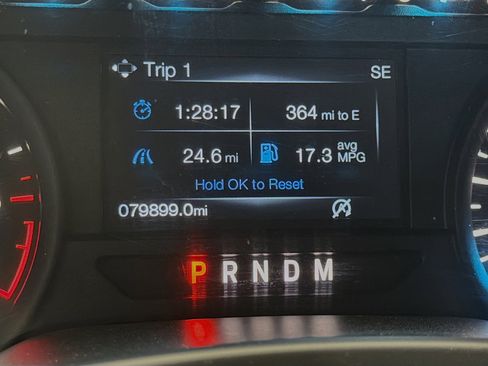 Trip 1 SE
1:28:17 364 mi to E
24.6 mi 17.3 avg MPG
Hold OK to Reset
079899.0mi
P R N D M